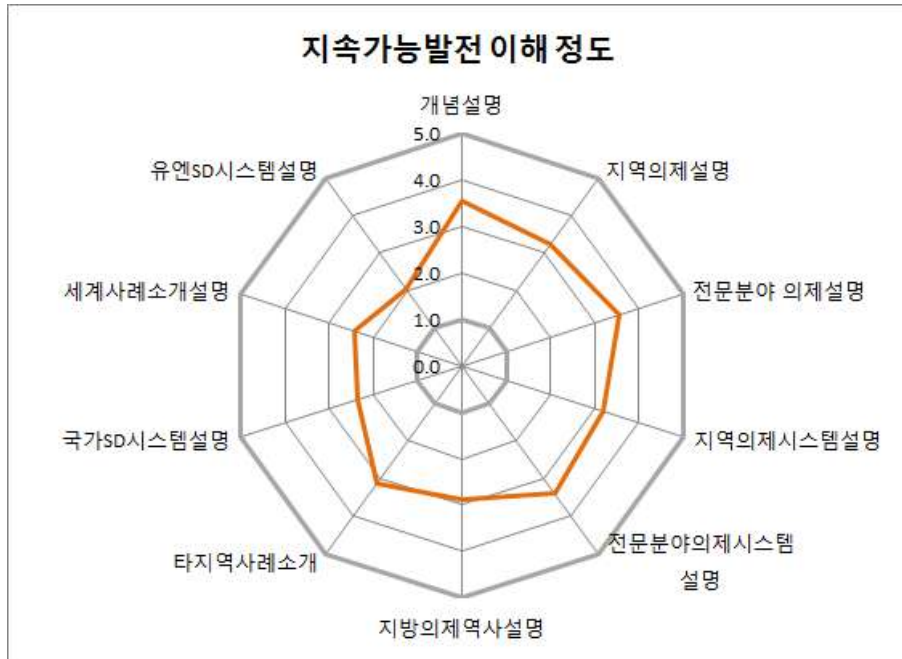 지속가능발전 이해 정도
개념설명
5.0
4.0
3.0
2.0
1.0
0.0
지역의제설명
전문분야 의제설명
지역의제시스템설명
전문분야의제시스템
설명
지방의제역사설명
타지역사례소개
국가SD시스템설명
세계사례소개설명
유엔SD시스템설명